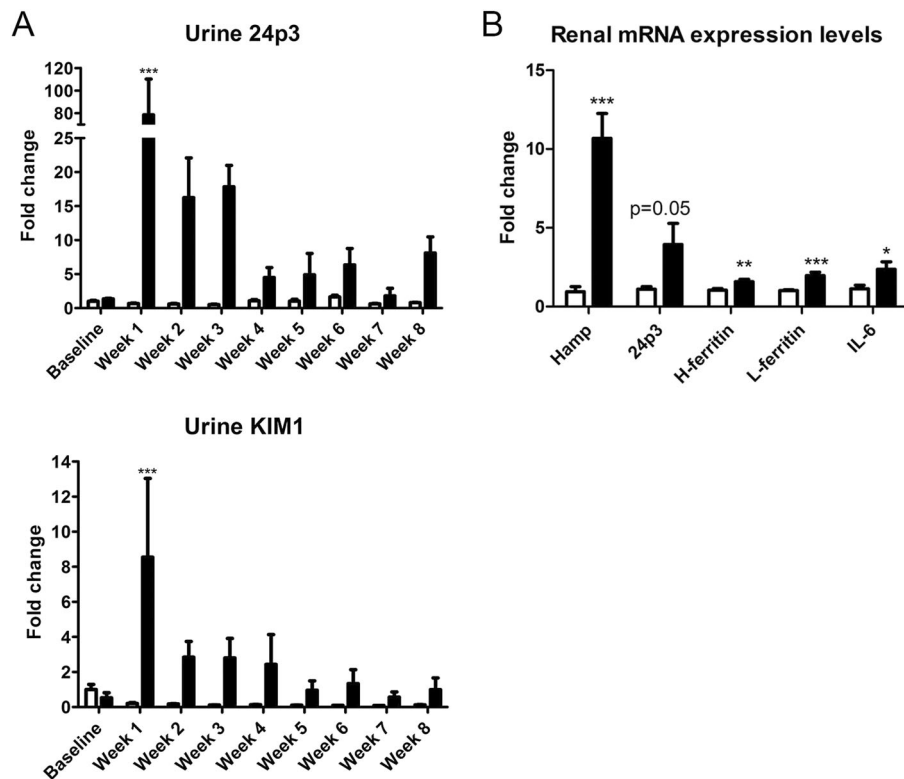 A
Urine 24p3
Fold change
120
100
80
60
25
20
15
10
5
0
***
Baseline
Week 1
Week 2
Week 3
Week 4
Week 5
Week 6
Week 7
Week 8
B
Renal mRNA expression levels
Fold change
15
10
5
0
***
p=0.05
**
***
*
Hamp
24p3
H-ferritin
L-ferritin
IL-6
Urine KIM1
Fold change
14
12
10
8
6
4
2
0
***
Baseline
Week 1
Week 2
Week 3
Week 4
Week 5
Week 6
Week 7
Week 8